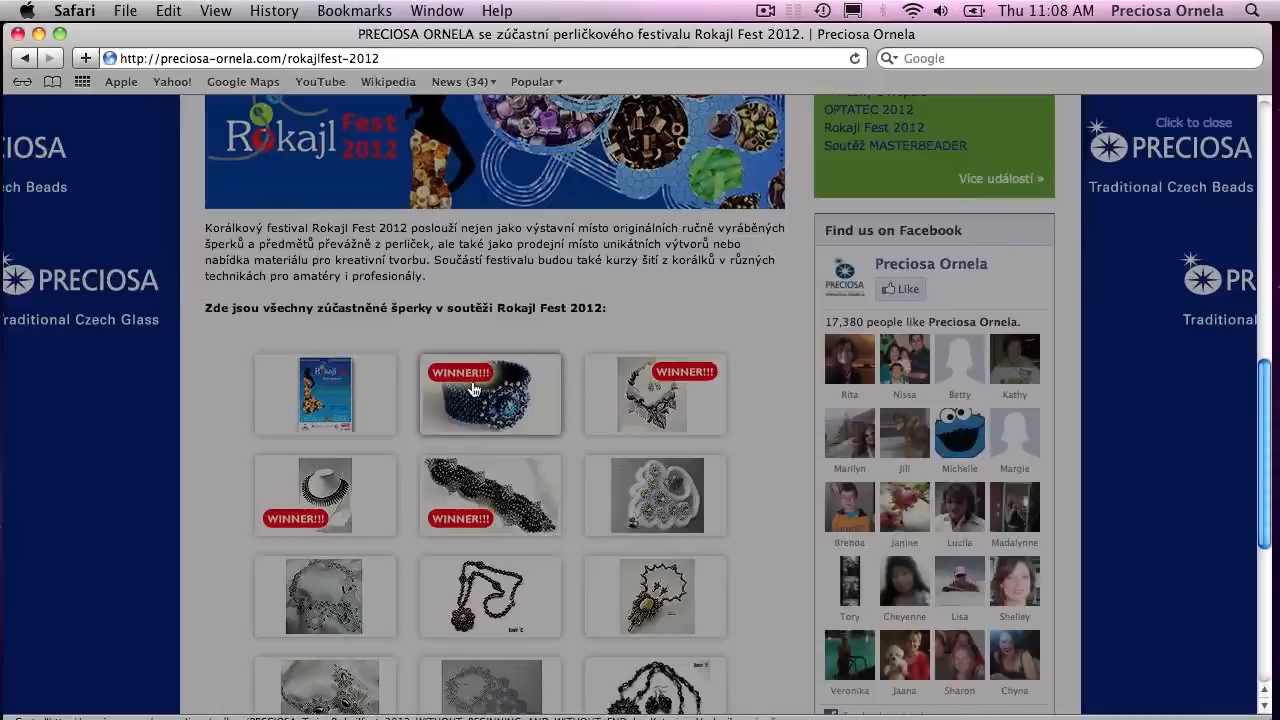 Safari File Edit View History Bookmarks Window Help Thu 11:08 AM Preciosa Ornela
PRECIOSA ORNELA se zúčastní perličkového festivalu Rokajl Fest 2012. | Preciosa Ornela
http://preciosa-ornela.com/rokajlfest-2012
Google
Apple Yahoo! Google Maps YouTube Wikipedia News (34) Popular
Rokajl Fest
2012
OPTATEC 2012
Rokajl Fest 2012
Soutěž MASTERBEADER
Více událostí »
Click to close
IOSA
ch Beads
PRECIOSA
Traditional Czech Beads
PRECIOSA
raditional Czech Glass
PR
Traditional
Korálkový festival Rokajl Fest 2012 poslouží nejen jako výstavní místo originálních ručně vyráběných
šperků a předmětů převážně z perliček, ale také jako prodejní místo unikátních výtvorů nebo
nabídka materiálu pro kreativní tvorbu. Součástí festivalu budou také kurzy šití z korálků v různých
technikách pro amatéry i profesionály.
Zde jsou všechny zúčastněné šperky v soutěži Rokajl Fest 2012:
Rokajl
WINNER!!!
WINNER!!!
WINNER!!!
WINNER!!!
Find us on Facebook
PRECIOSA
Preciosa Ornela
Like
17,380 people like Preciosa Ornela.
Rita Nissa Betty Kathy
Marilyn Jill Michelle Margie
Brenda Janine Lucila Madalynne
Tory Cheyenne Lisa Shelley
Veronika Jaana Sharon Chyna